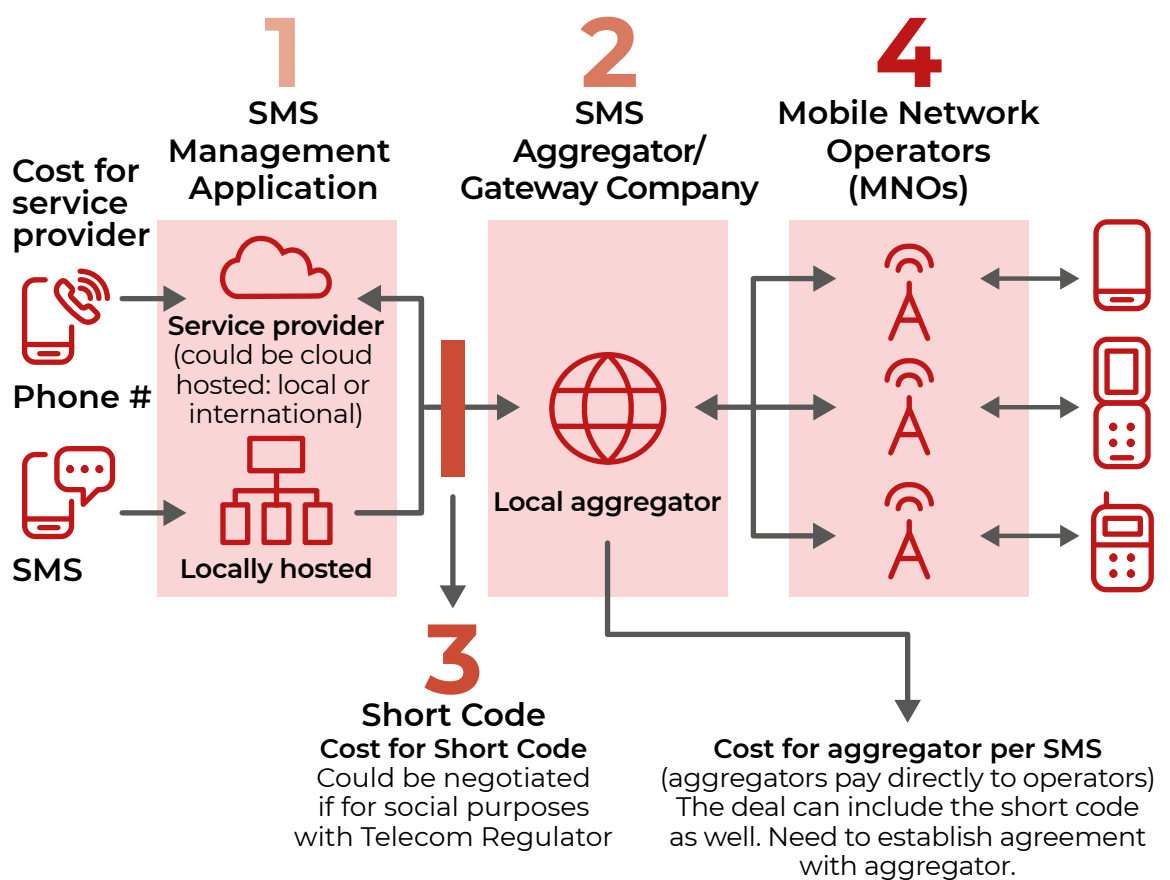 1
SMS
Management
Application
2
SMS
Aggregator/
Gateway Company
4
Mobile Network
Operators
(MNOs)
Cost for
service
provider
Phone #
SMS
Service provider
(could be cloud
hosted: local or
international)
Locally hosted
Local aggregator
3
Short Code
Cost for Short Code
Could be negotiated
if for social purposes
with Telecom Regulator
Cost for aggregator per SMS
(aggregators pay directly to operators)
The deal can include the short code
as well. Need to establish agreement
with aggregator.